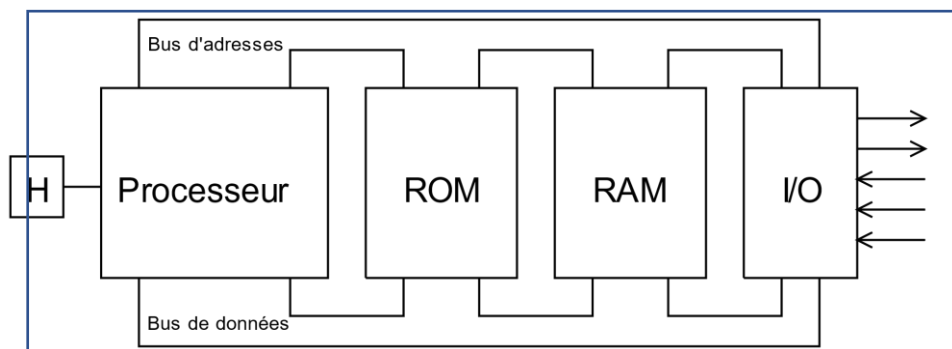 Bus d'adresses
H
Processeur
ROM
RAM
I/O
Bus de données